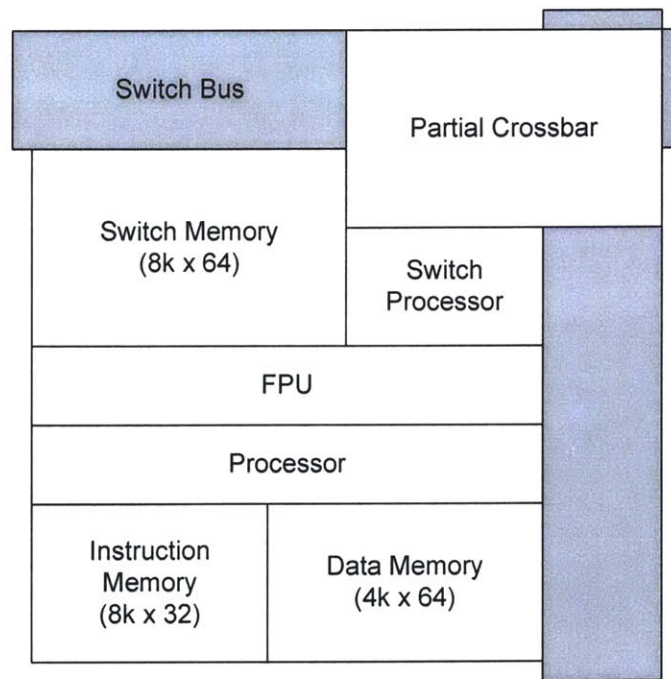 Switch Bus
Partial Crossbar
Switch Memory
(8k x 64)
Switch
Processor
FPU
Processor
Instruction
Memory
(8k x 32)
Data Memory
(4k x 64)